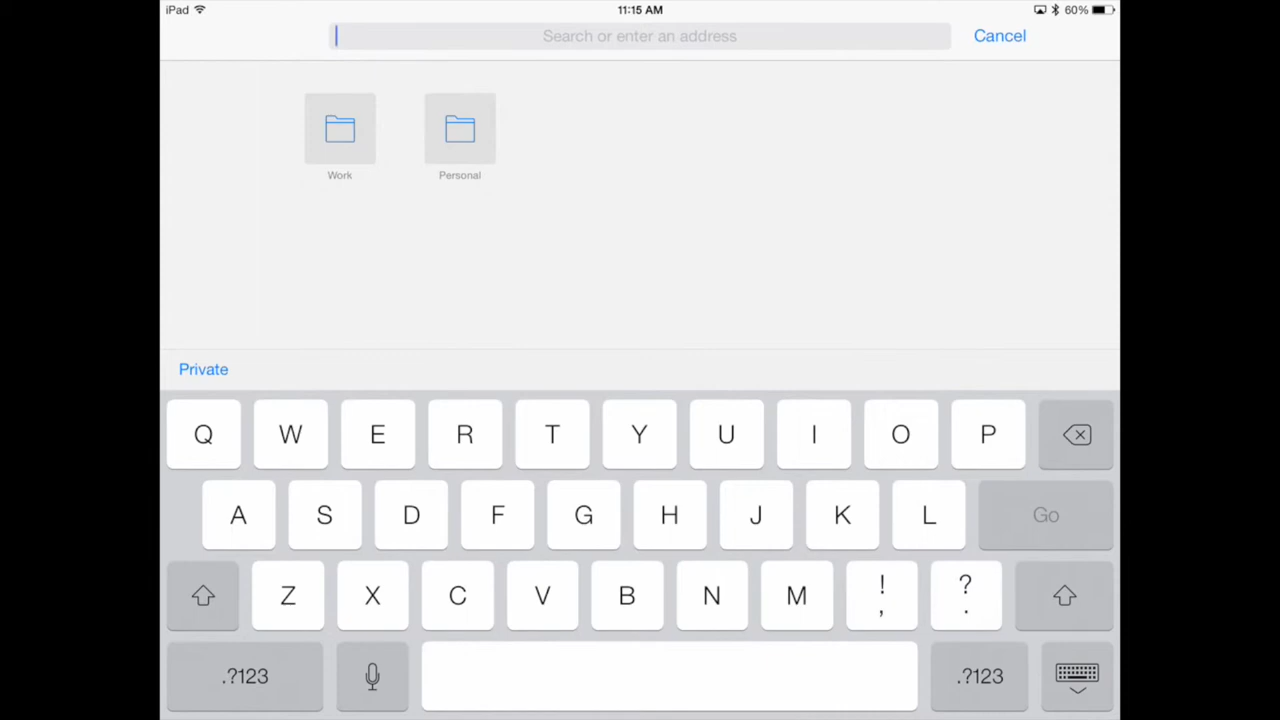 iPad 11:15 AM 60%
Search or enter an address Cancel
Work Personal
Private
Q W E R T Y U I O P
A S D F G H J K L Go
Z X C V B N M ! , ? .
.?123 .?123